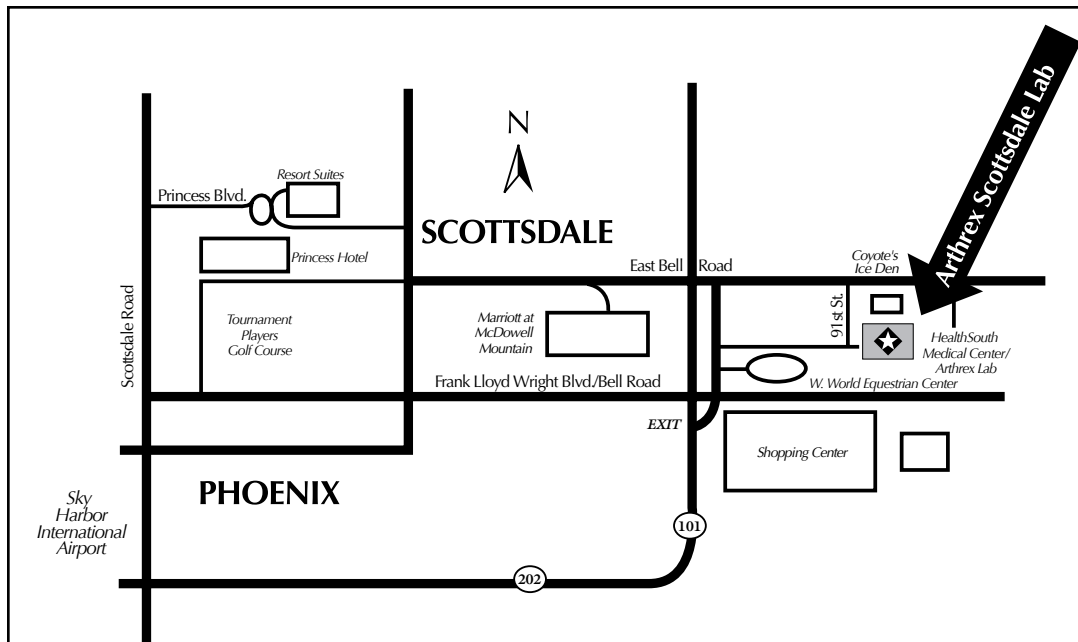 Arthrex Scottsdale Lab
N
Resort Suites
Princess Blvd.
SCOTTSDALE
Princess Hotel
East Bell Road
Coyote's
Ice Den
Scottsdale Road
Tournament
Players
Golf Course
Marriott at
McDowell
Mountain
91st St.
HealthSouth
Medical Center/
Arthrex Lab
Frank Lloyd Wright Blvd./Bell Road
W. World Equestrian Center
EXIT
Shopping Center
PHOENIX
Sky
Harbor
International
Airport
101
202